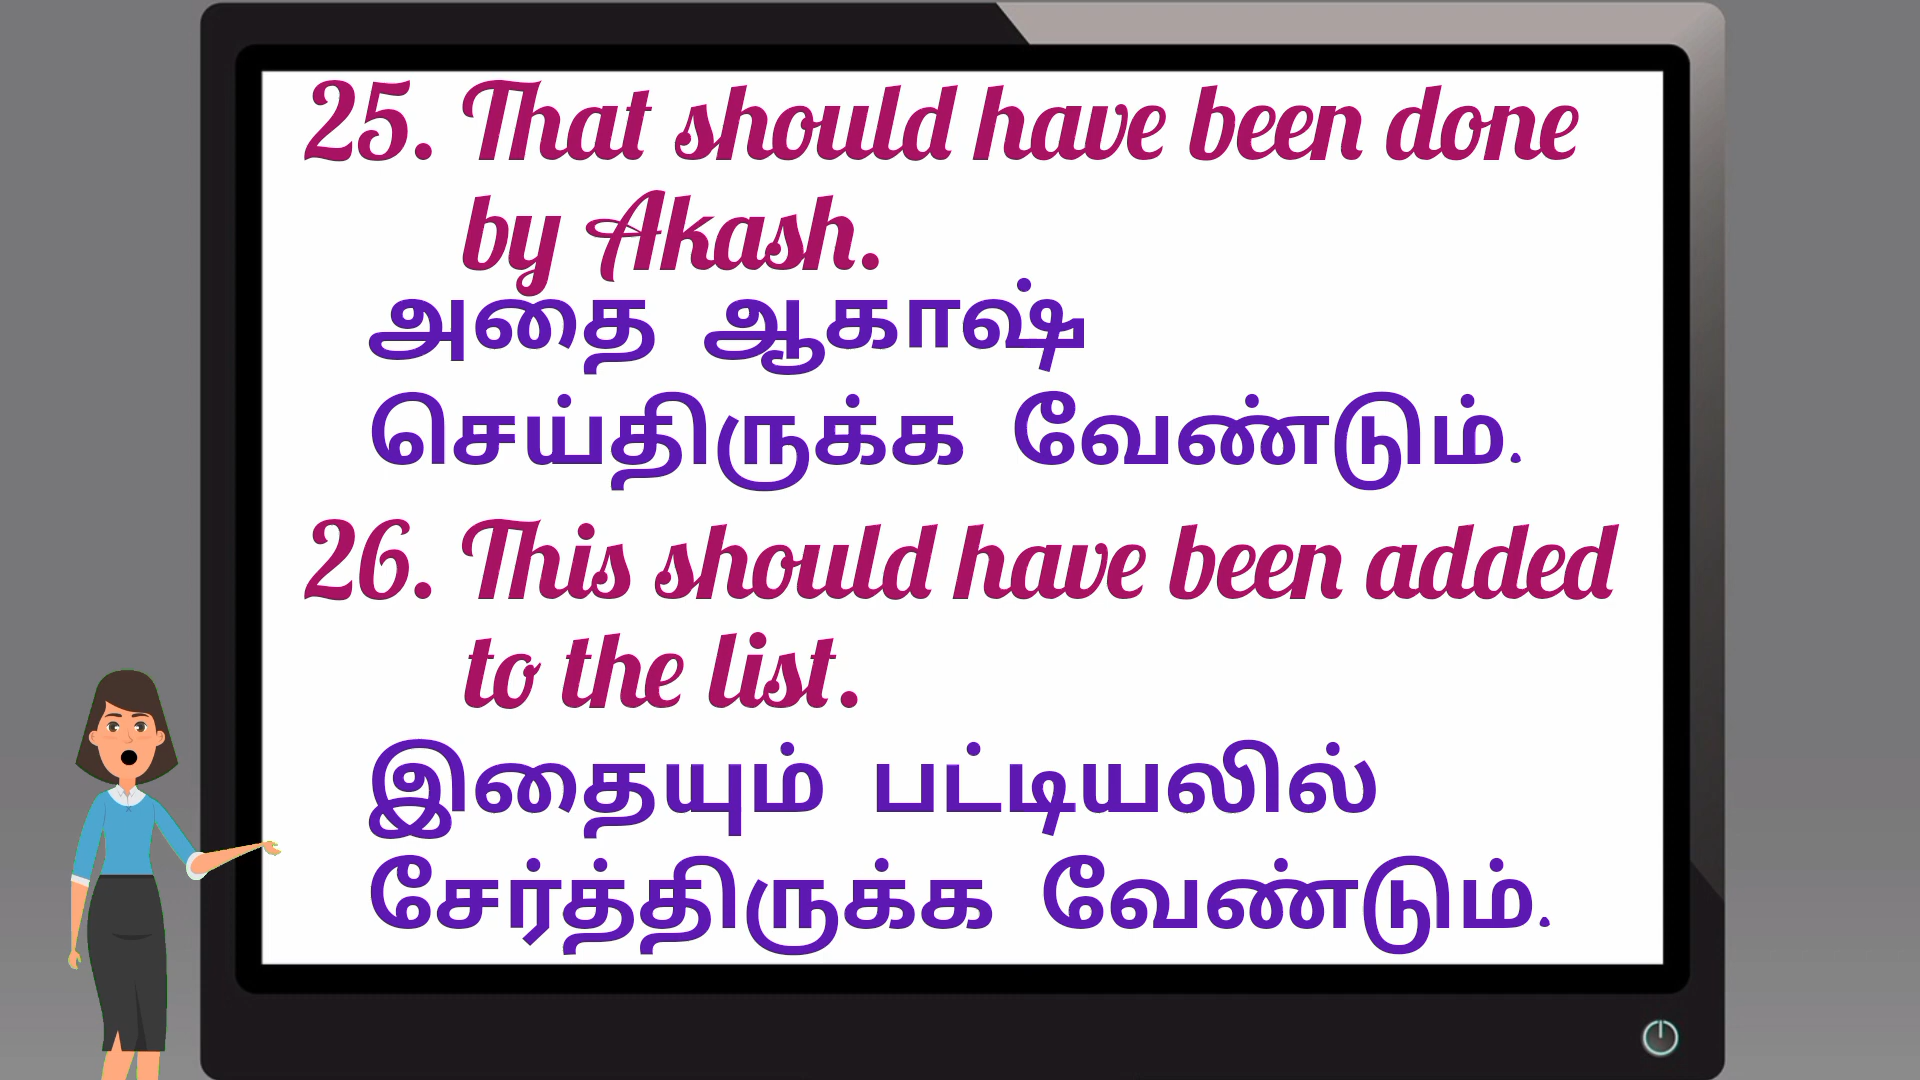 25. That should have been done
by Akash.
அதை ஆகாஷ்
செய்திருக்க வேண்டும்.
26. This should have been added
to the list.
இதையும் பட்டியலில்
சேர்த்திருக்க வேண்டும்.